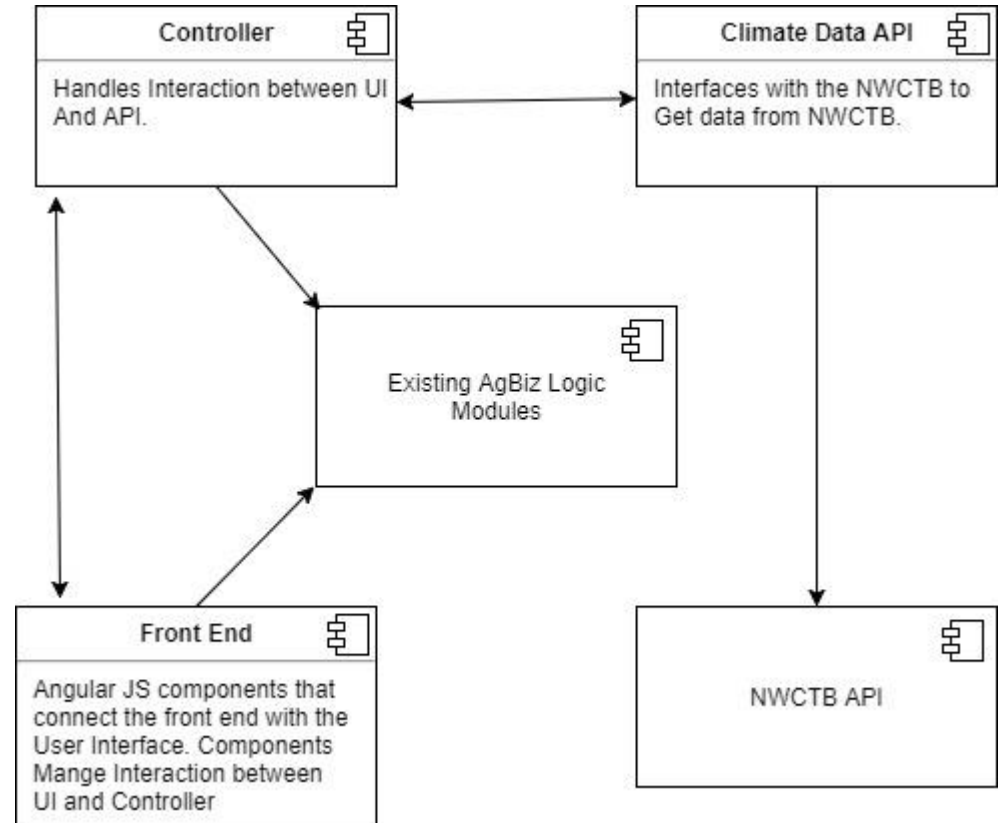 Controller
Handles Interaction between UI
And API.
Climate Data API
Interfaces with the NWCTB to
Get data from NWCTB.
Existing AgBiz Logic
Modules
Front End
Angular JS components that
connect the front end with the
User Interface. Components
Mange Interaction between
UI and Controller
NWCTB API